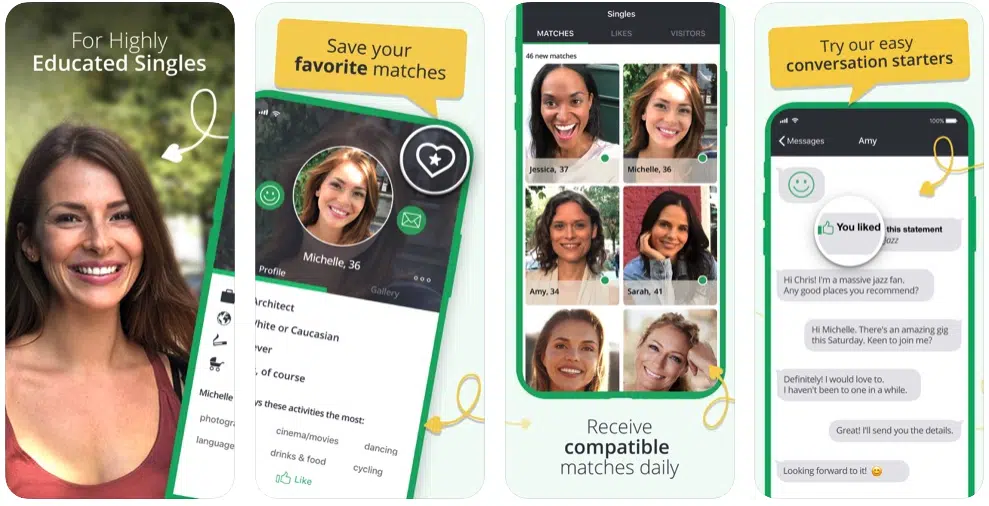 For Highly
Educated Singles
Michelle
photogra
language
Save your
favorite matches
Michelle, 36
Profile
Gallery
Architect
White or Caucasian
ever
, of course
ys these activities the most:
cinema/movies
dancing
drinks & food
cycling
Like
Singles
MATCHES
LIKES
VISITORS
46 new matches
Jessica, 37
Michelle, 36
Amy, 34
Sarah, 41
Receive
compatible
matches daily
Try our easy
conversation starters
100%
Messages
Amy
You liked this statement
Jazz
Hi Chris! I'm a massive jazz fan.
Any good places you recommend?
Hi Michelle. There's an amazing gig
this Saturday. Keen to join me?
Definitely! I would love to.
I haven't been to one in a while.
Great! I'll send you the details.
Looking forward to it! 😊